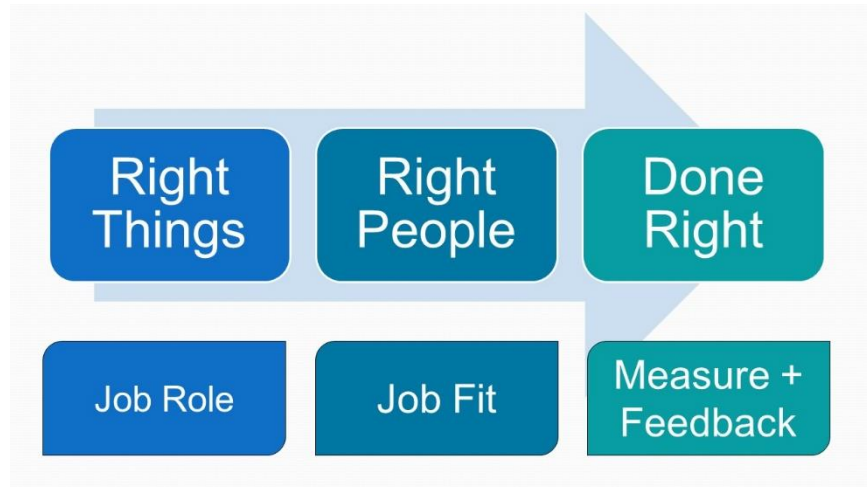 Right
Things
Right
People
Done
Right
Job Role
Job Fit
Measure +
Feedback